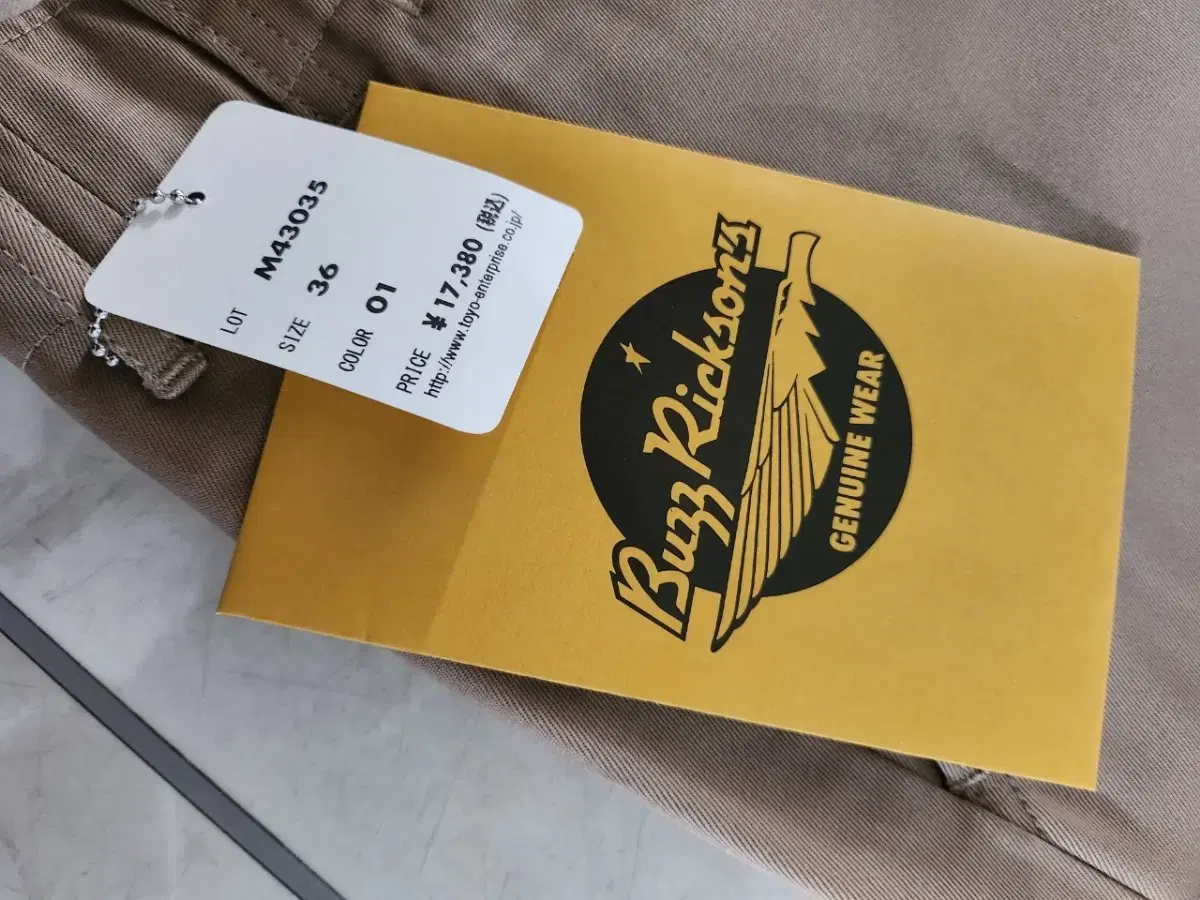 LOT M43035
SIZE 36
COLOR 01
PRICE ¥17,380 (税込)
http://www.toyo-enterprise.co.jp/
Buzz Rickson's
GENUINE WEAR